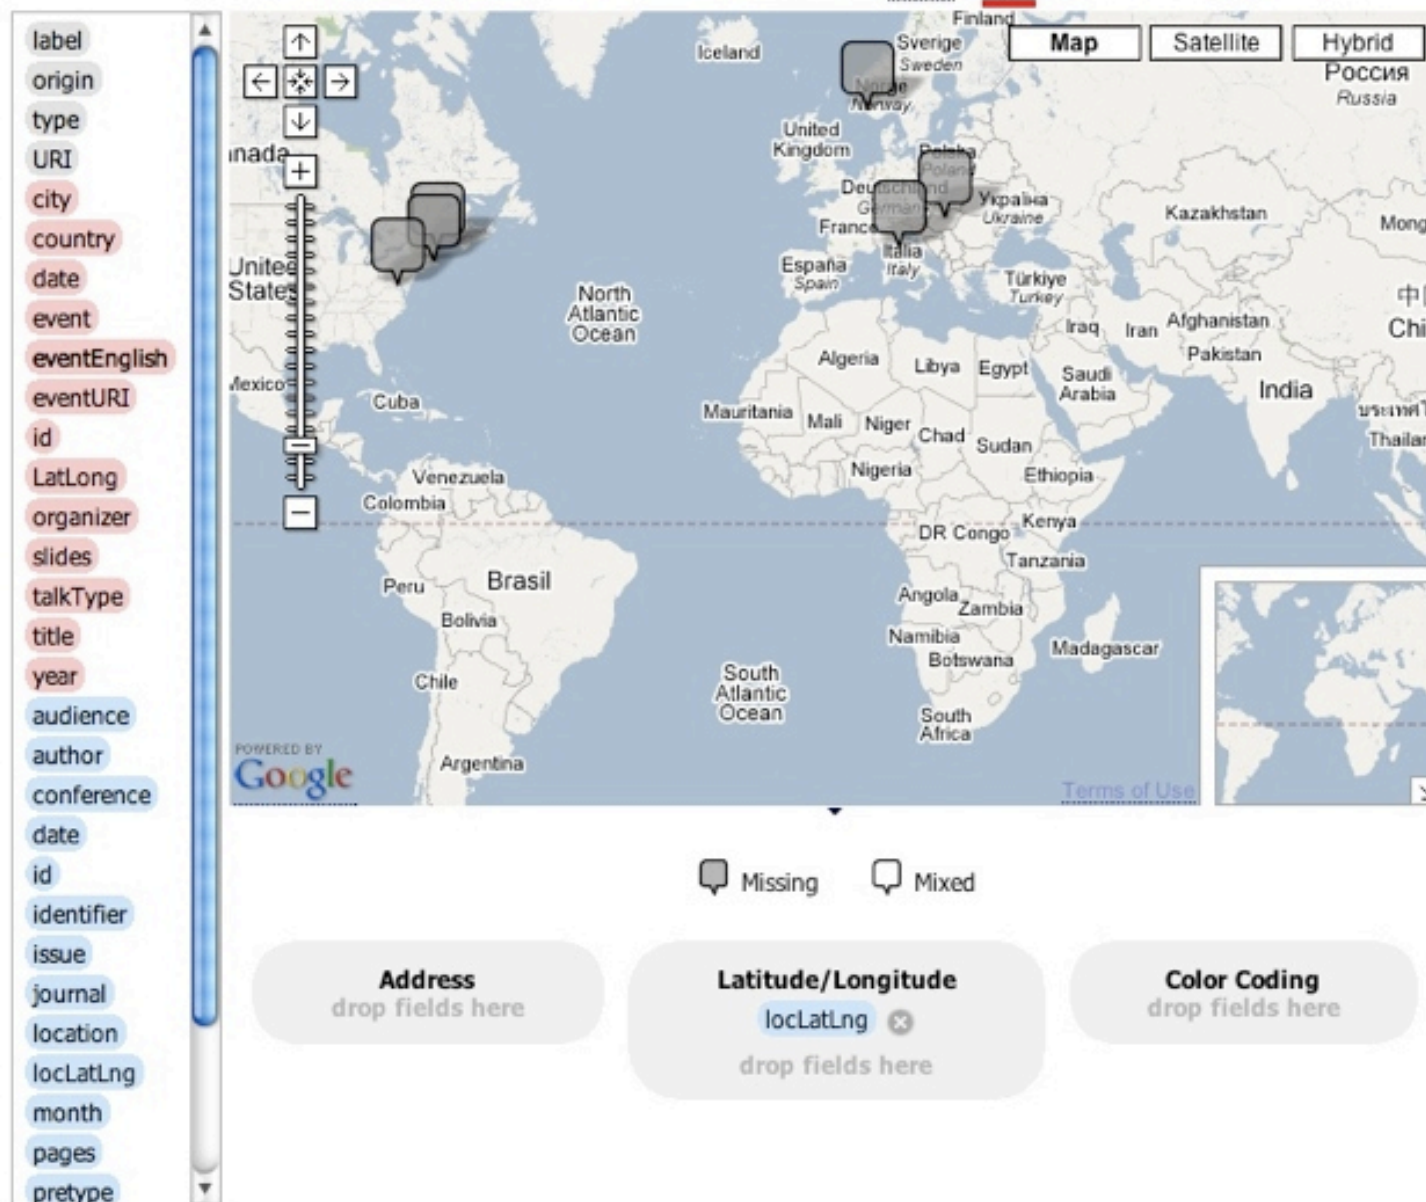 label
origin
type
URI
city
country
date
event
eventEnglish
eventURI
id
LatLong
organizer
slides
talkType
title
year
audience
author
conference
date
id
identifier
issue
journal
location
locLatLng
month
pages
pretype
Finland
Iceland
Sverige
Sweden
Map
Satellite
Hybrid
Россия
Russia
Norge
Norway
United
Kingdom
Polska
Poland
Deutschland
Germany
Україна
Ukraine
France
Kazakhstan
Italia
Italy
España
Spain
Türkiye
Turkey
United
States
North
Atlantic
Ocean
Iraq
Iran
Afghanistan
Pakistan
Algeria
Libya
Egypt
Saudi
Arabia
India
Mexico
Cuba
Mauritania
Mali
Niger
Chad
Sudan
Nigeria
Ethiopia
Venezuela
Colombia
DR Congo
Kenya
Tanzania
Peru
Brasil
Bolivia
Angola
Zambia
Namibia
Botswana
Madagascar
Chile
South
Atlantic
Ocean
South
Africa
Argentina
POWERED BY
Google
Terms of Use
Missing
Mixed
Address
drop fields here
Latitude/Longitude
locLatLng
drop fields here
Color Coding
drop fields here